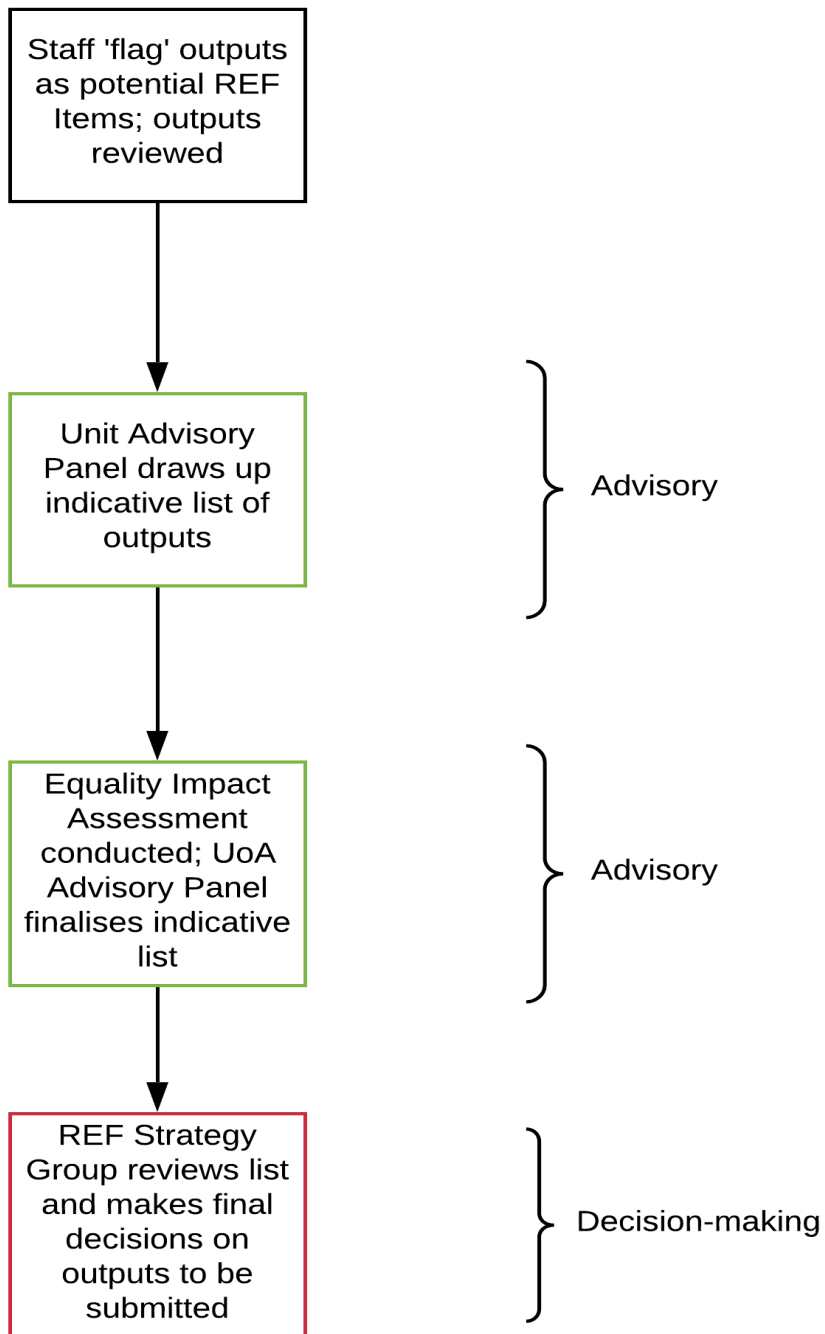 Staff 'flag' outputs
as potential REF
Items; outputs
reviewed
Unit Advisory
Panel draws up
indicative list of
outputs
Advisory
Equality Impact
Assessment
conducted; UoA
Advisory Panel
finalises indicative
list
Advisory
REF Strategy
Group reviews list
and makes final
decisions on
outputs to be
submitted
Decision-making